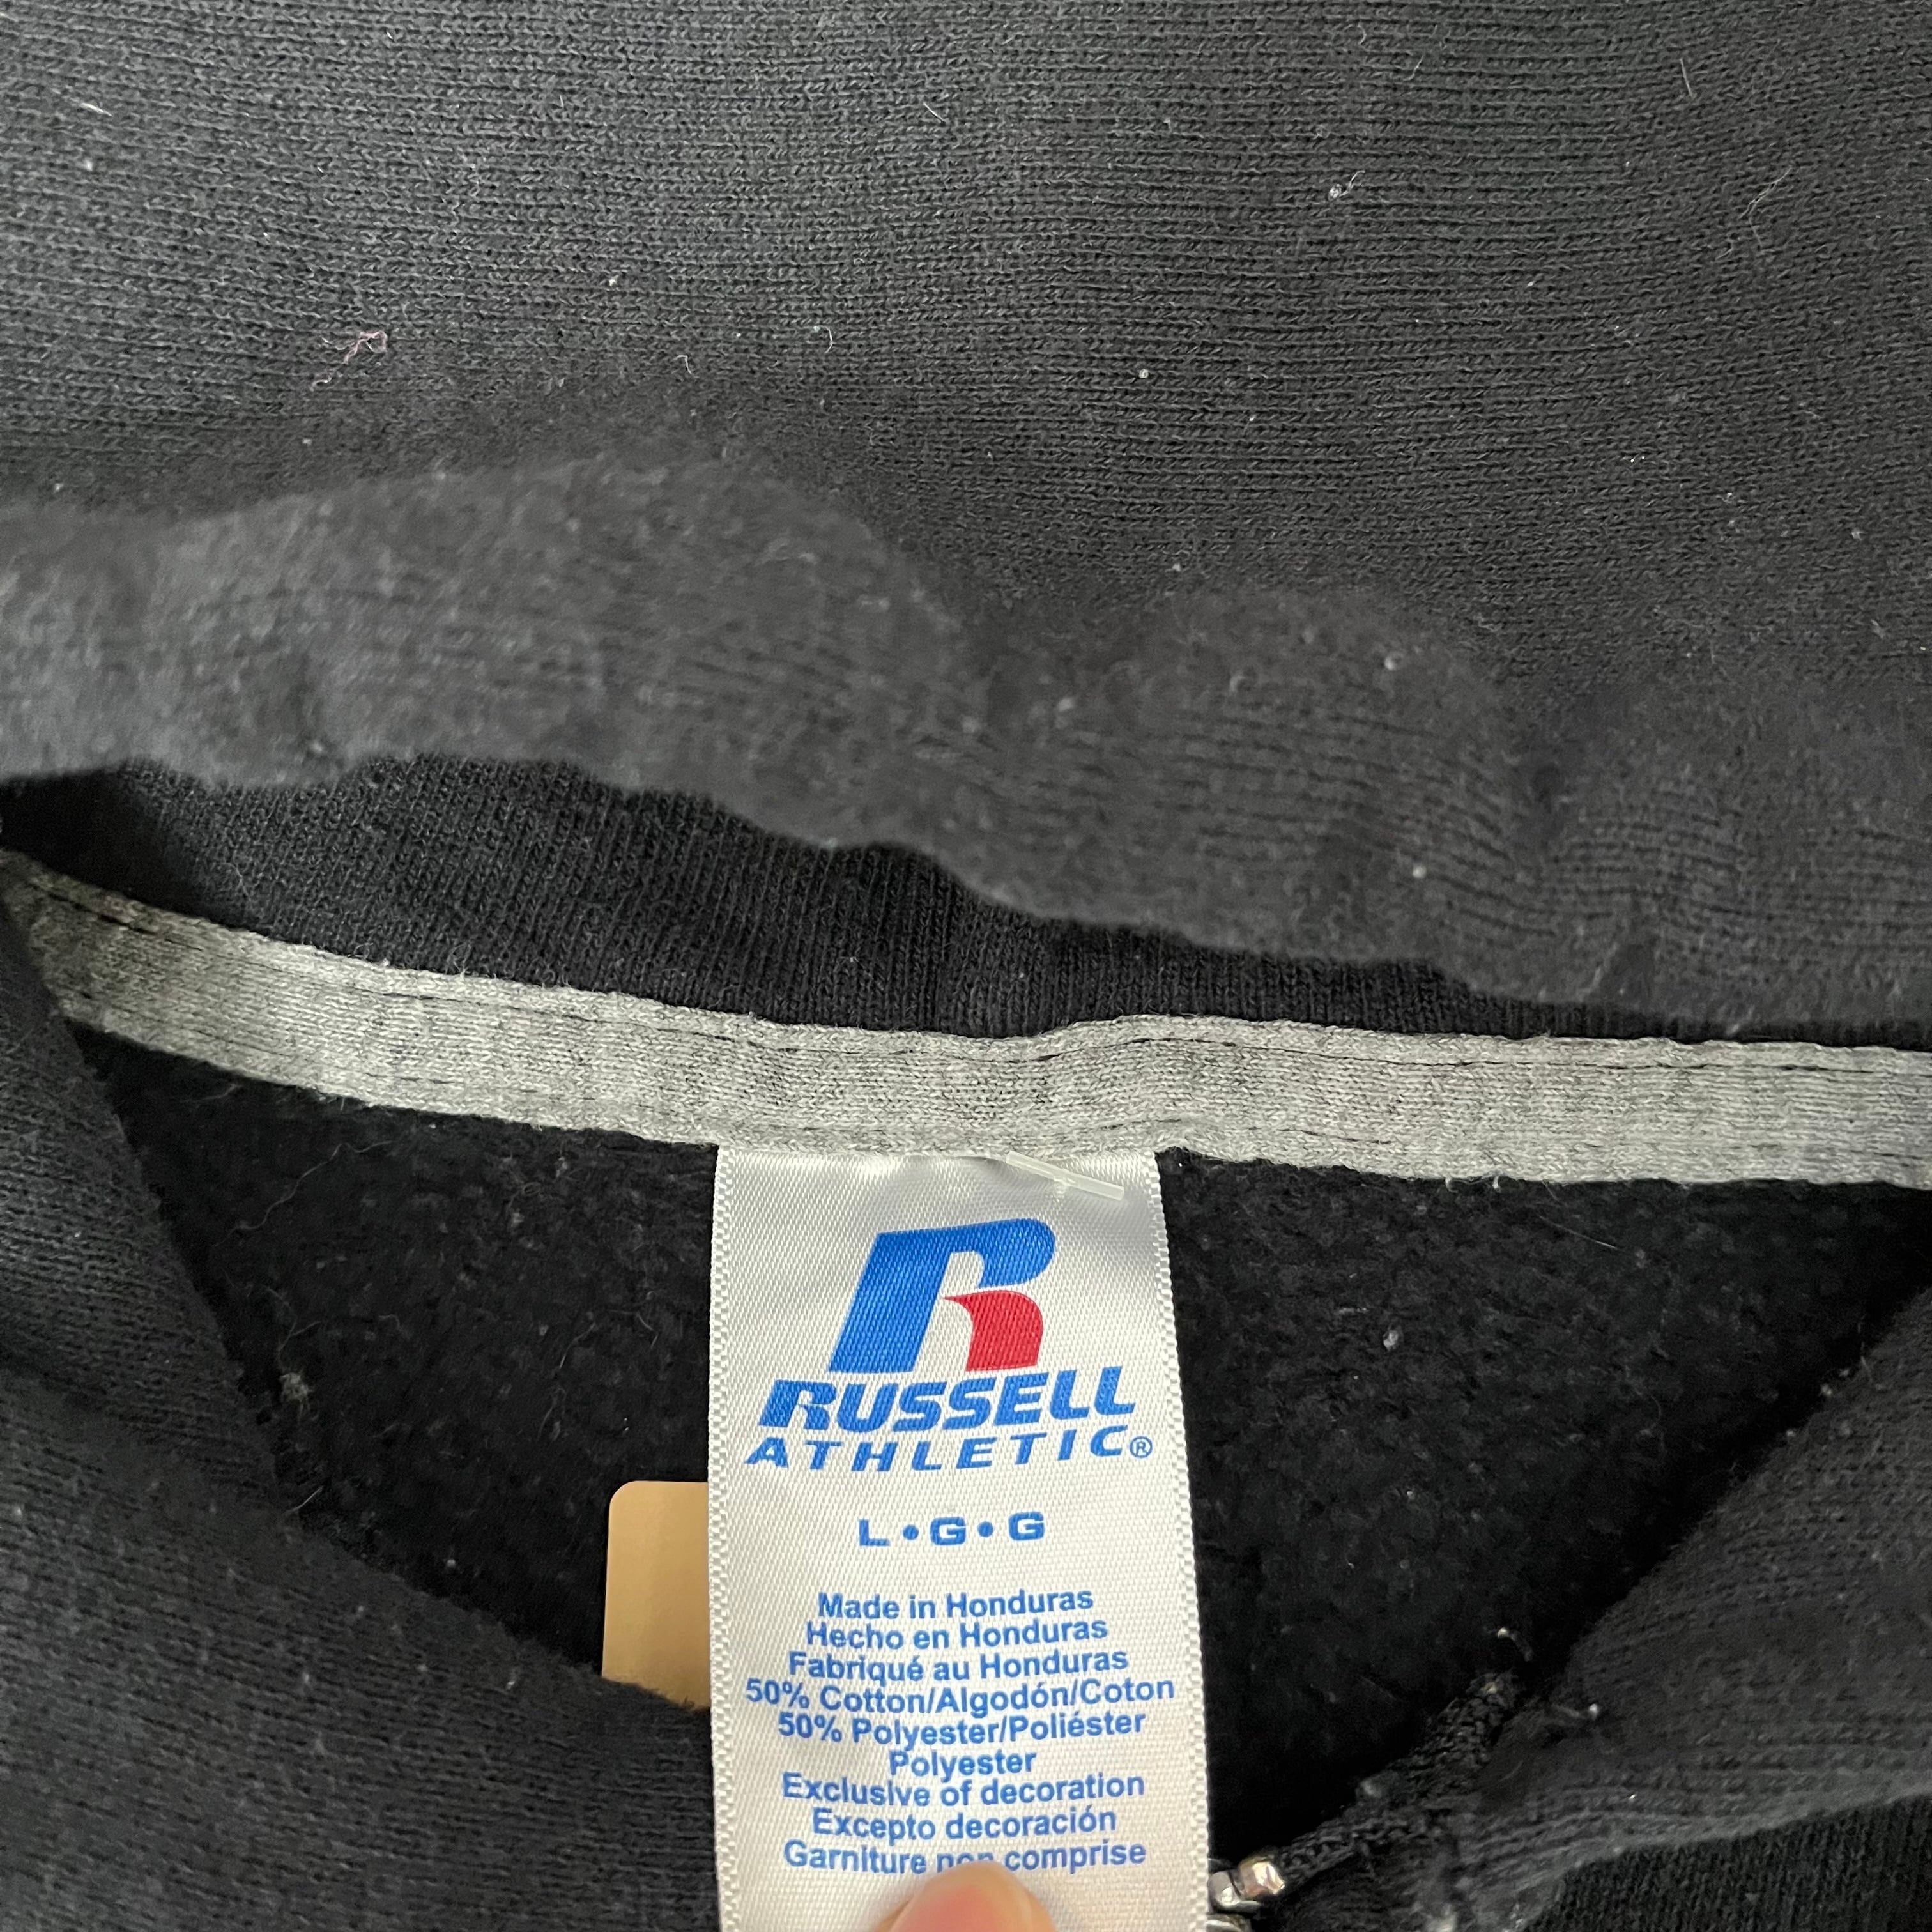 R
RUSSELL
ATHLETIC®
L•G•G
Made in Honduras
Hecho en Honduras
Fabriqué au Honduras
50% Cotton/Algodón/Coton
50% Polyester/Poliéster
Polyester
Exclusive of decoration
Excepto decoración
Garniture non comprise